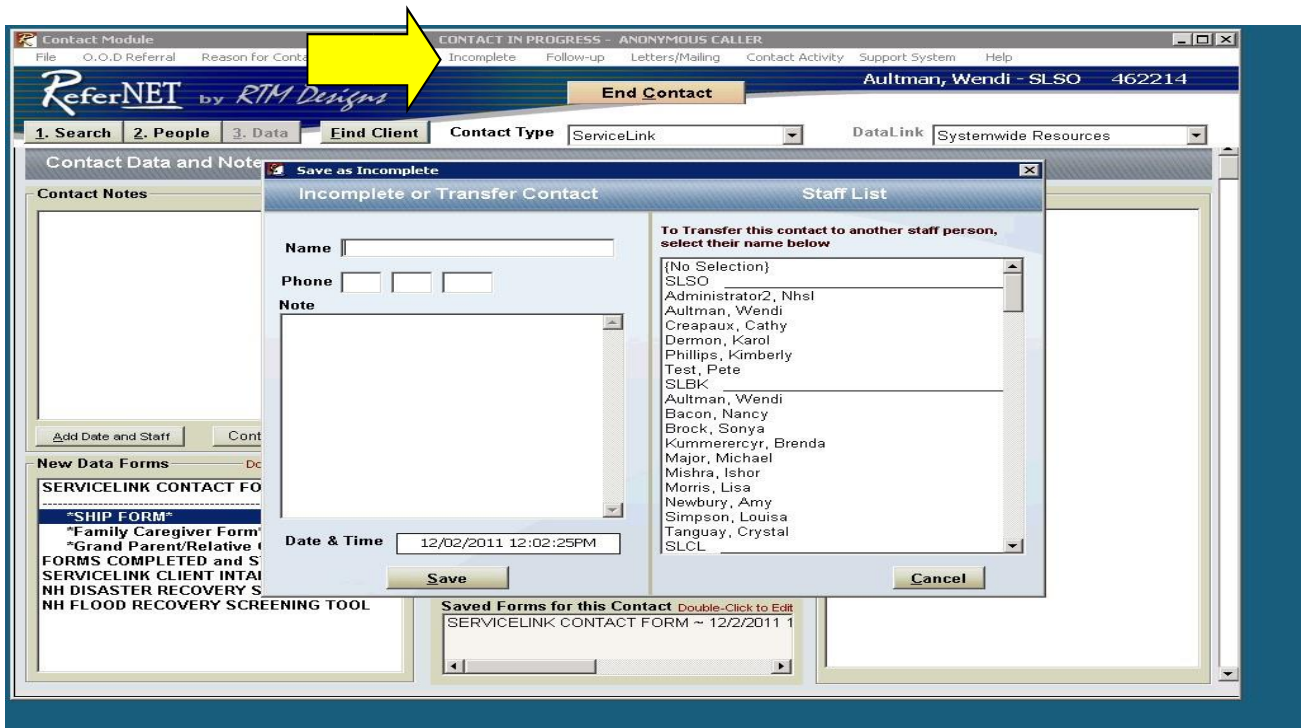 Contact Module CONTACT IN PROGRESS - ANONYMOUS CALLER
File O.O.D Referral Reason for Conta Incomplete Follow-up Letters/Mailing Contact Activity Support System Help
ReferNET by RTM Designs
End Contact
Aultman, Wendi - SLSO 462214
1. Search 2. People 3. Data Find Client Contact Type ServiceLink DataLink Systemwide Resources
Contact Data and Note
Contact Notes
Add Date and Staff Cont
New Data Forms Do
SERVICELINK CONTACT FO
*SHIP FORM*
*Family Caregiver Form*
*Grand Parent/Relative
FORMS COMPLETED and S
SERVICELINK CLIENT INTA
NH DISASTER RECOVERY S
NH FLOOD RECOVERY SCREENING TOOL
Save as Incomplete
Incomplete or Transfer Contact
Name
Phone
Note
Date & Time 12/02/2011 12:02:25PM
Save
Staff List
To Transfer this contact to another staff person,
select their name below
{No Selection}
SLSO
Administrator2, Nhsl
Aultman, Wendi
Creapaux, Cathy
Dermon, Karol
Phillips, Kimberly
Test, Pete
SLBK
Aultman, Wendi
Bacon, Nancy
Brock, Sonya
Kummerercyr, Brenda
Major, Michael
Mishra, Ishor
Morris, Lisa
Newbury, Amy
Simpson, Louisa
Tanguay, Crystal
SLCL
Cancel
Saved Forms for this Contact Double-Click to Edit
SERVICELINK CONTACT FORM ~ 12/2/2011 1